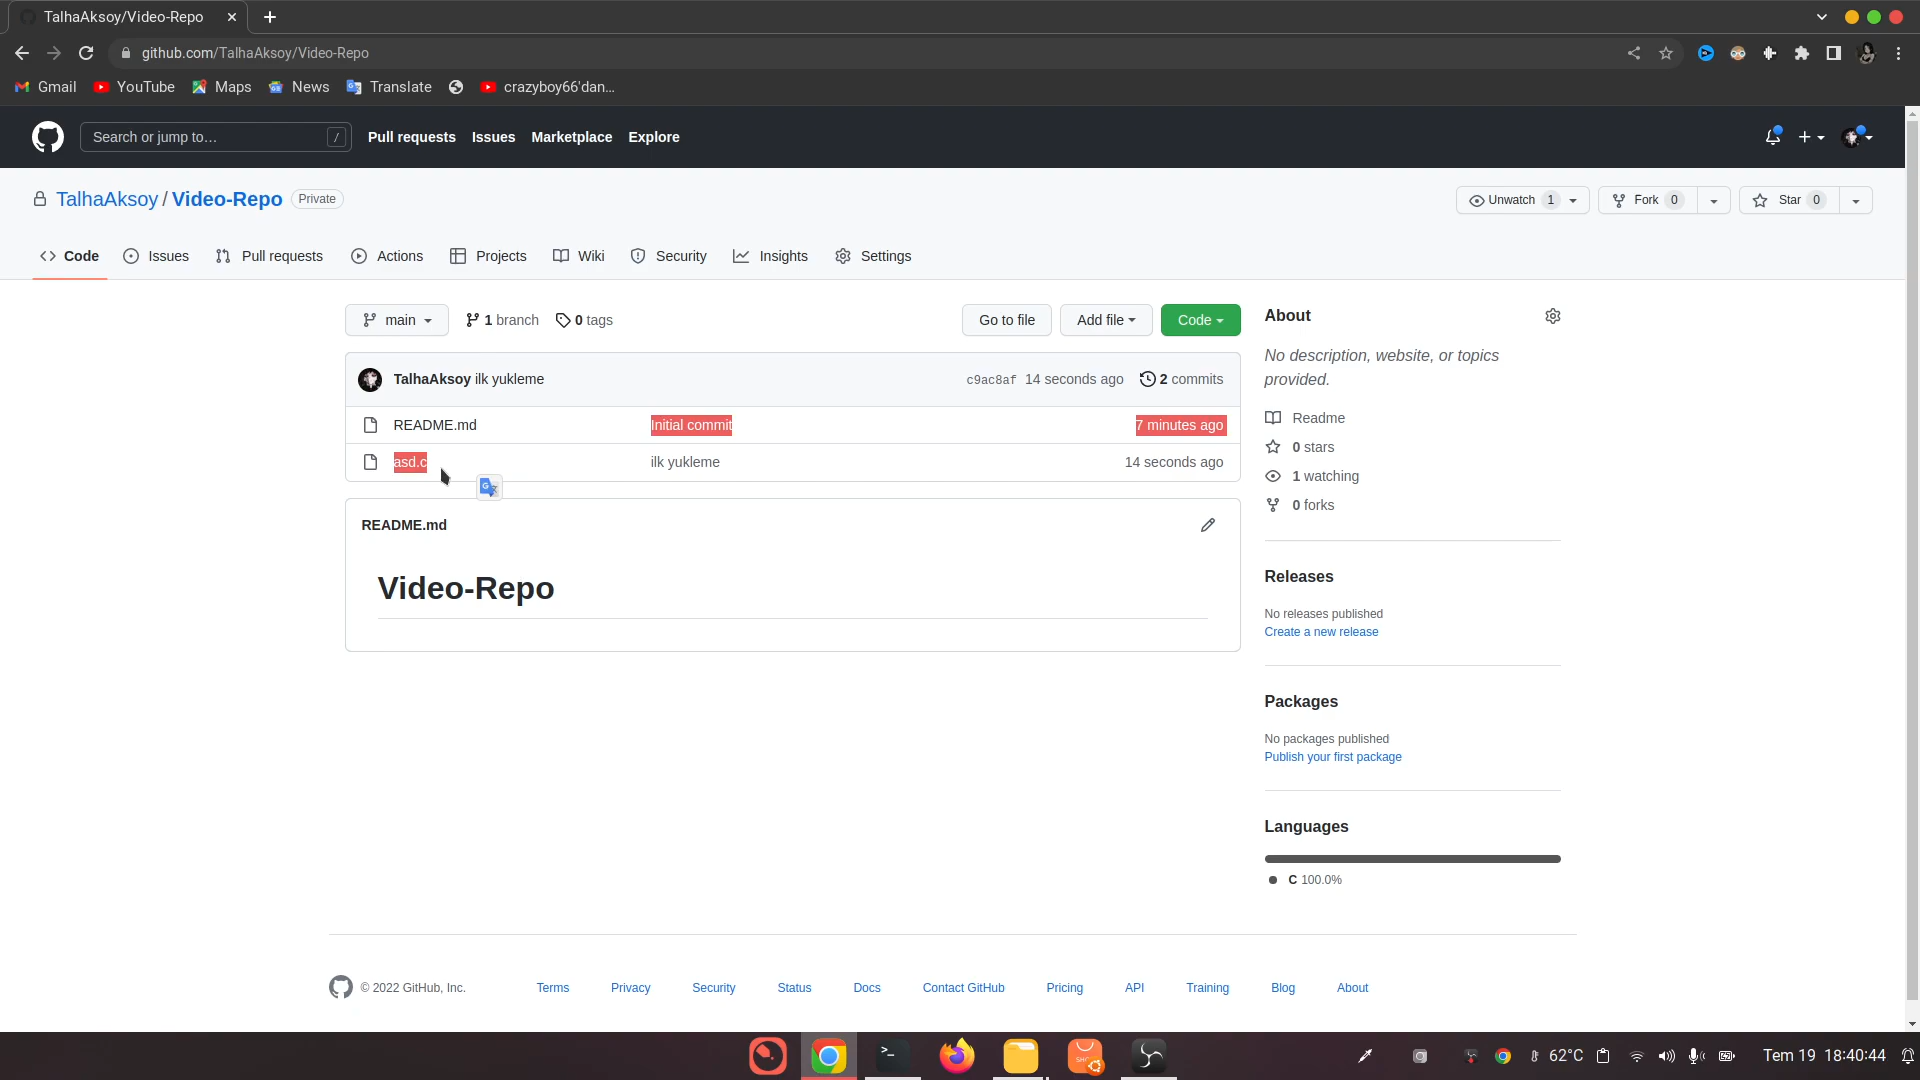 TalhaAksoy/Video-Repo
github.com/TalhaAksoy/Video-Repo
Gmail YouTube Maps News Translate crazyboy66'dan...
Search or jump to... / Pull requests Issues Marketplace Explore
TalhaAksoy / Video-Repo Private Unwatch 1 Fork 0 Star 0
Code Issues Pull requests Actions Projects Wiki Security Insights Settings
main 1 branch 0 tags Go to file Add file Code
TalhaAksoy ilk yukleme c9ac8af 14 seconds ago 2 commits
README.md Initial commit 7 minutes ago
asd.c ilk yukleme 14 seconds ago
README.md
Video-Repo
About
No description, website, or topics
provided.
Readme
0 stars
1 watching
0 forks
Releases
No releases published
Create a new release
Packages
No packages published
Publish your first package
Languages
C 100.0%
© 2022 GitHub, Inc. Terms Privacy Security Status Docs Contact GitHub Pricing API Training Blog About
62°C Tem 19 18:40:44